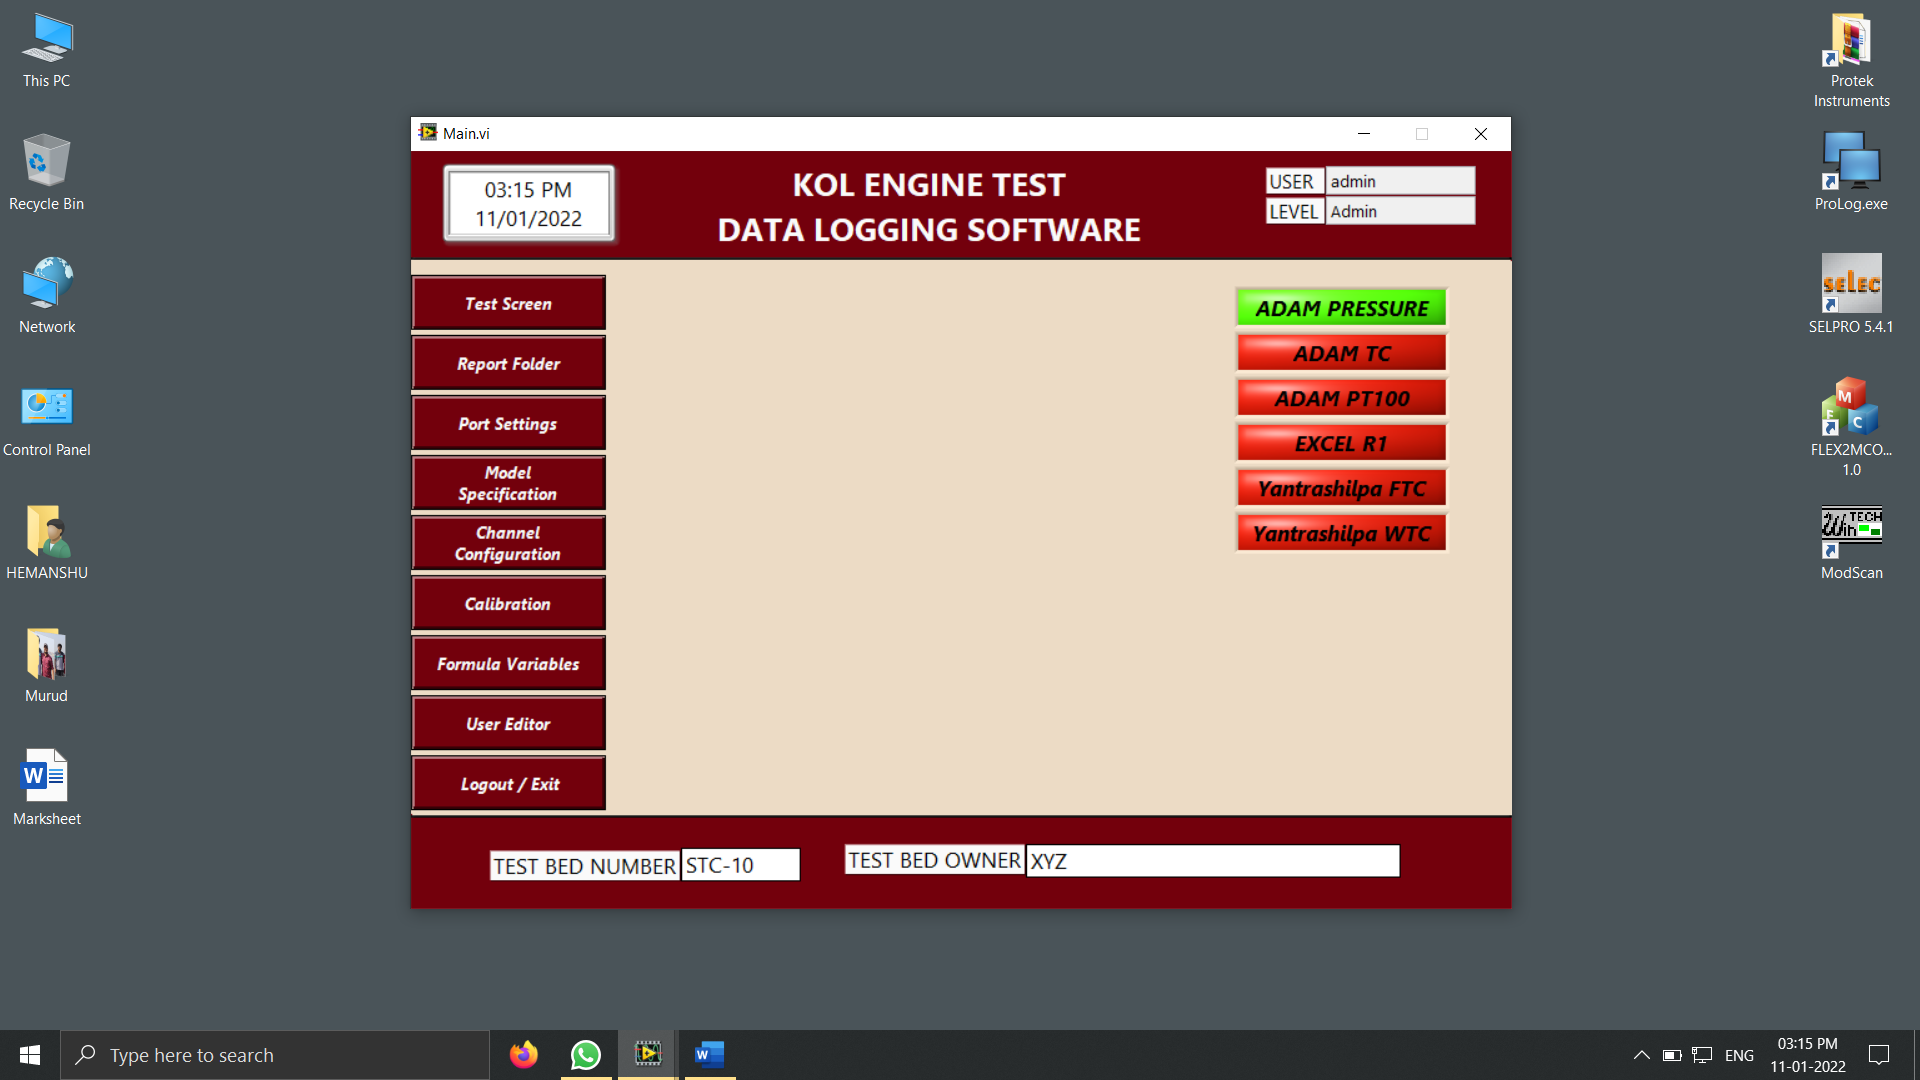 This PC
Recycle Bin
Network
Control Panel
HEMANSHU
Murud
Marksheet
Main.vi
03:15 PM
11/01/2022
KOL ENGINE TEST
DATA LOGGING SOFTWARE
USER admin
LEVEL Admin
Test Screen
Report Folder
Port Settings
Model
Specification
Channel
Configuration
Calibration
Formula Variables
User Editor
Logout / Exit
ADAM PRESSURE
ADAM TC
ADAM PT100
EXCEL R1
Yantrashilpa FTC
Yantrashilpa WTC
TEST BED NUMBER STC-10
TEST BED OWNER XYZ
Protek
Instruments
ProLog.exe
selec
SELPRO 5.4.1
M
F
C
FLEX2MCO...
1.0
Win TECH
ModScan
Type here to search
W
ENG
03:15 PM
11-01-2022